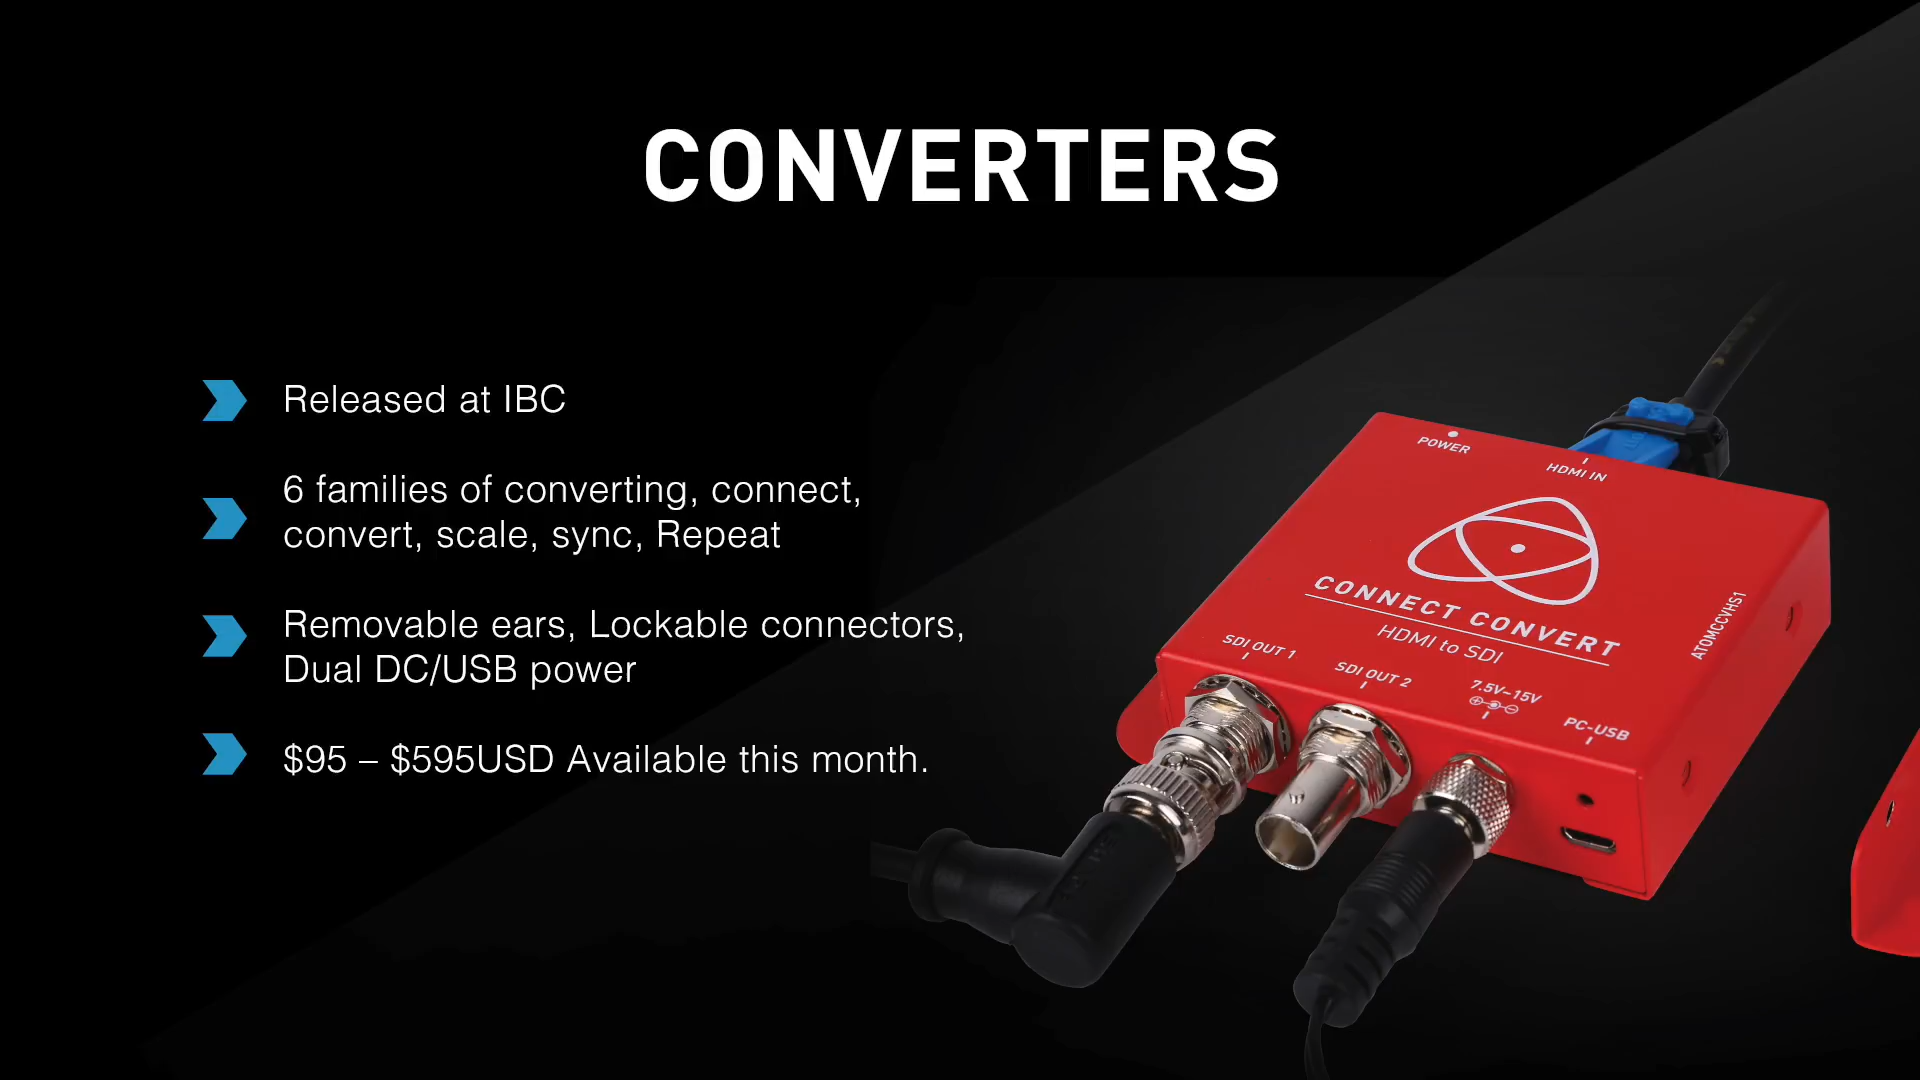 CONVERTERS
Released at IBC
6 families of converting, connect,
convert, scale, sync, Repeat
Removable ears, Lockable connectors,
Dual DC/USB power
$95 – $595USD Available this month.
POWER
HDMI IN
CONNECT CONVERT
HDMI to SDI
ATOMCCVHS1
SDI OUT 1
SDI OUT 2
7.5V~15V
PC-USB